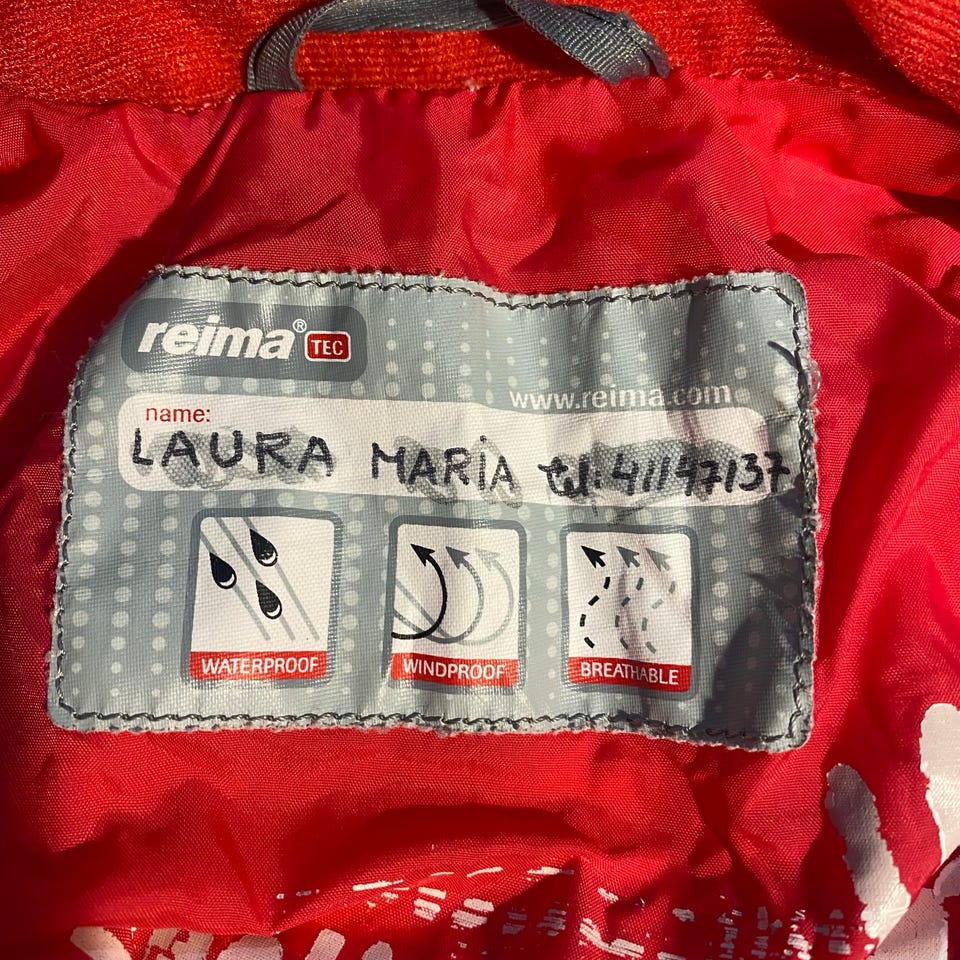 reima® TEC
www.reima.com
name:
LAURA MARIA tel: 41147137
WATERPROOF WINDPROOF BREATHABLE